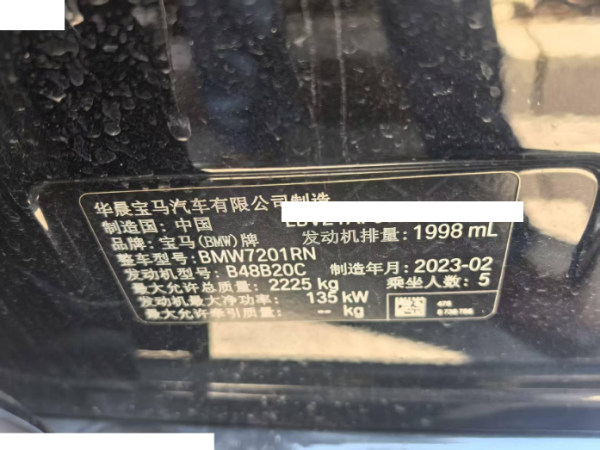 华晨宝马汽车有限公司制造
制造国: 中国
品牌: 宝马(BMW)牌 发动机排量: 1998 mL
整车型号: BMW7201RN
发动机型号: B48B20C 制造年月: 2023-02
最大允许总质量: 2225 kg 乘坐人数: 5
发动机最大净功率: 135 kW
最大允许牵引质量: -- kg